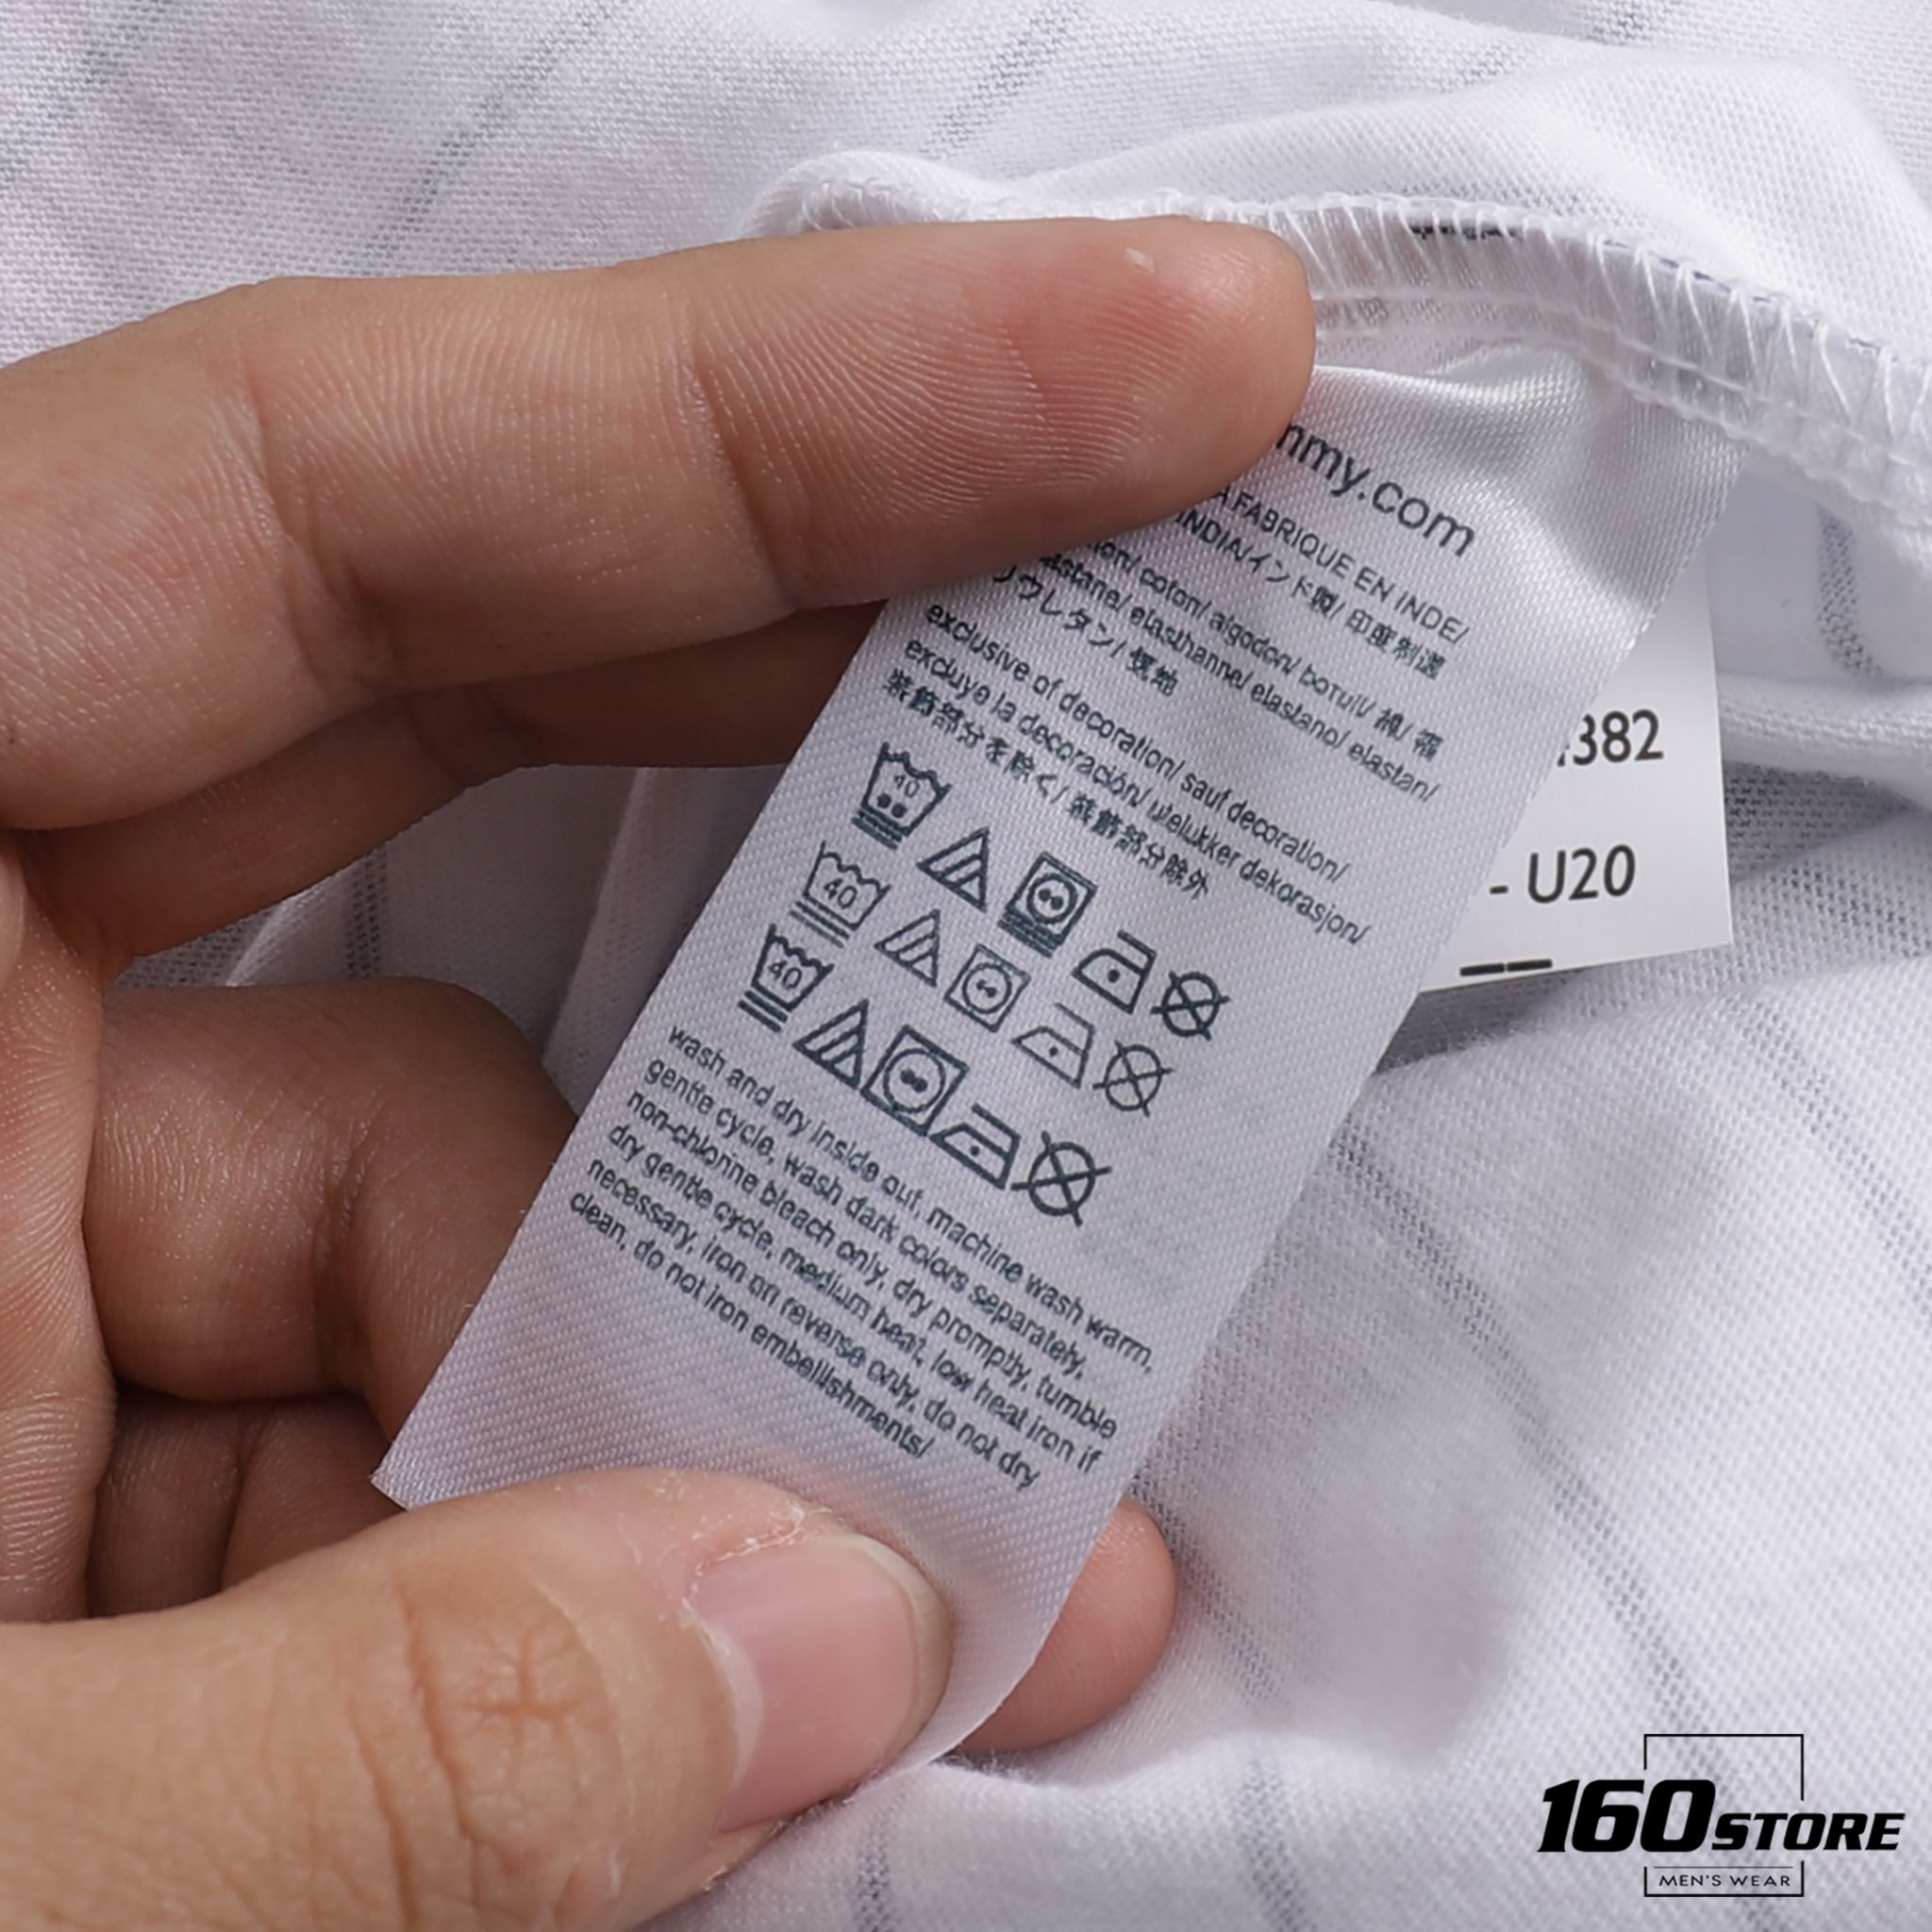 mmy.com
FABRIQUE EN INDE/
INDIA/インド製/ 印度制造
coton/ algodon/ bomull/ 綿/ 棉
elastane/ elasthanne/ elastano/ elastan/
ポリウレタン/ 氨纶
exclusive of decoration/ sauf decoration/
excluye la decoración/ utelukker dekorasjon/
装飾部分を除く/ 装飾部分除外
40
40
40
wash and dry inside out, machine wash warm,
gentle cycle, wash dark colors separately,
non-chlorine bleach only, dry promptly, tumble
dry gentle cycle, medium heat, low heat iron if
necessary, iron on reverse only, do not dry
clean, do not iron embellishments/
382
- U20
160STORE
MEN'S WEAR